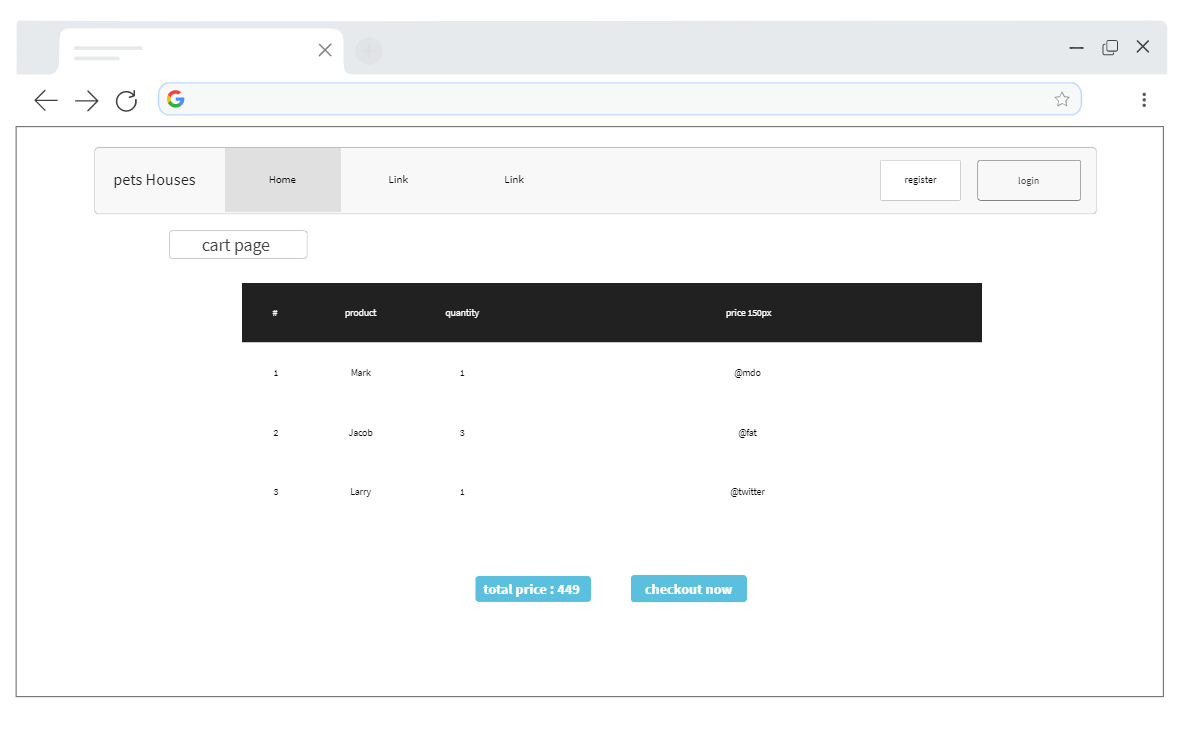 pets Houses Home Link Link register login
cart page
# product quantity price 150px
1 Mark 1 @mdo
2 Jacob 3 @fat
3 Larry 1 @twitter
total price : 449 checkout now